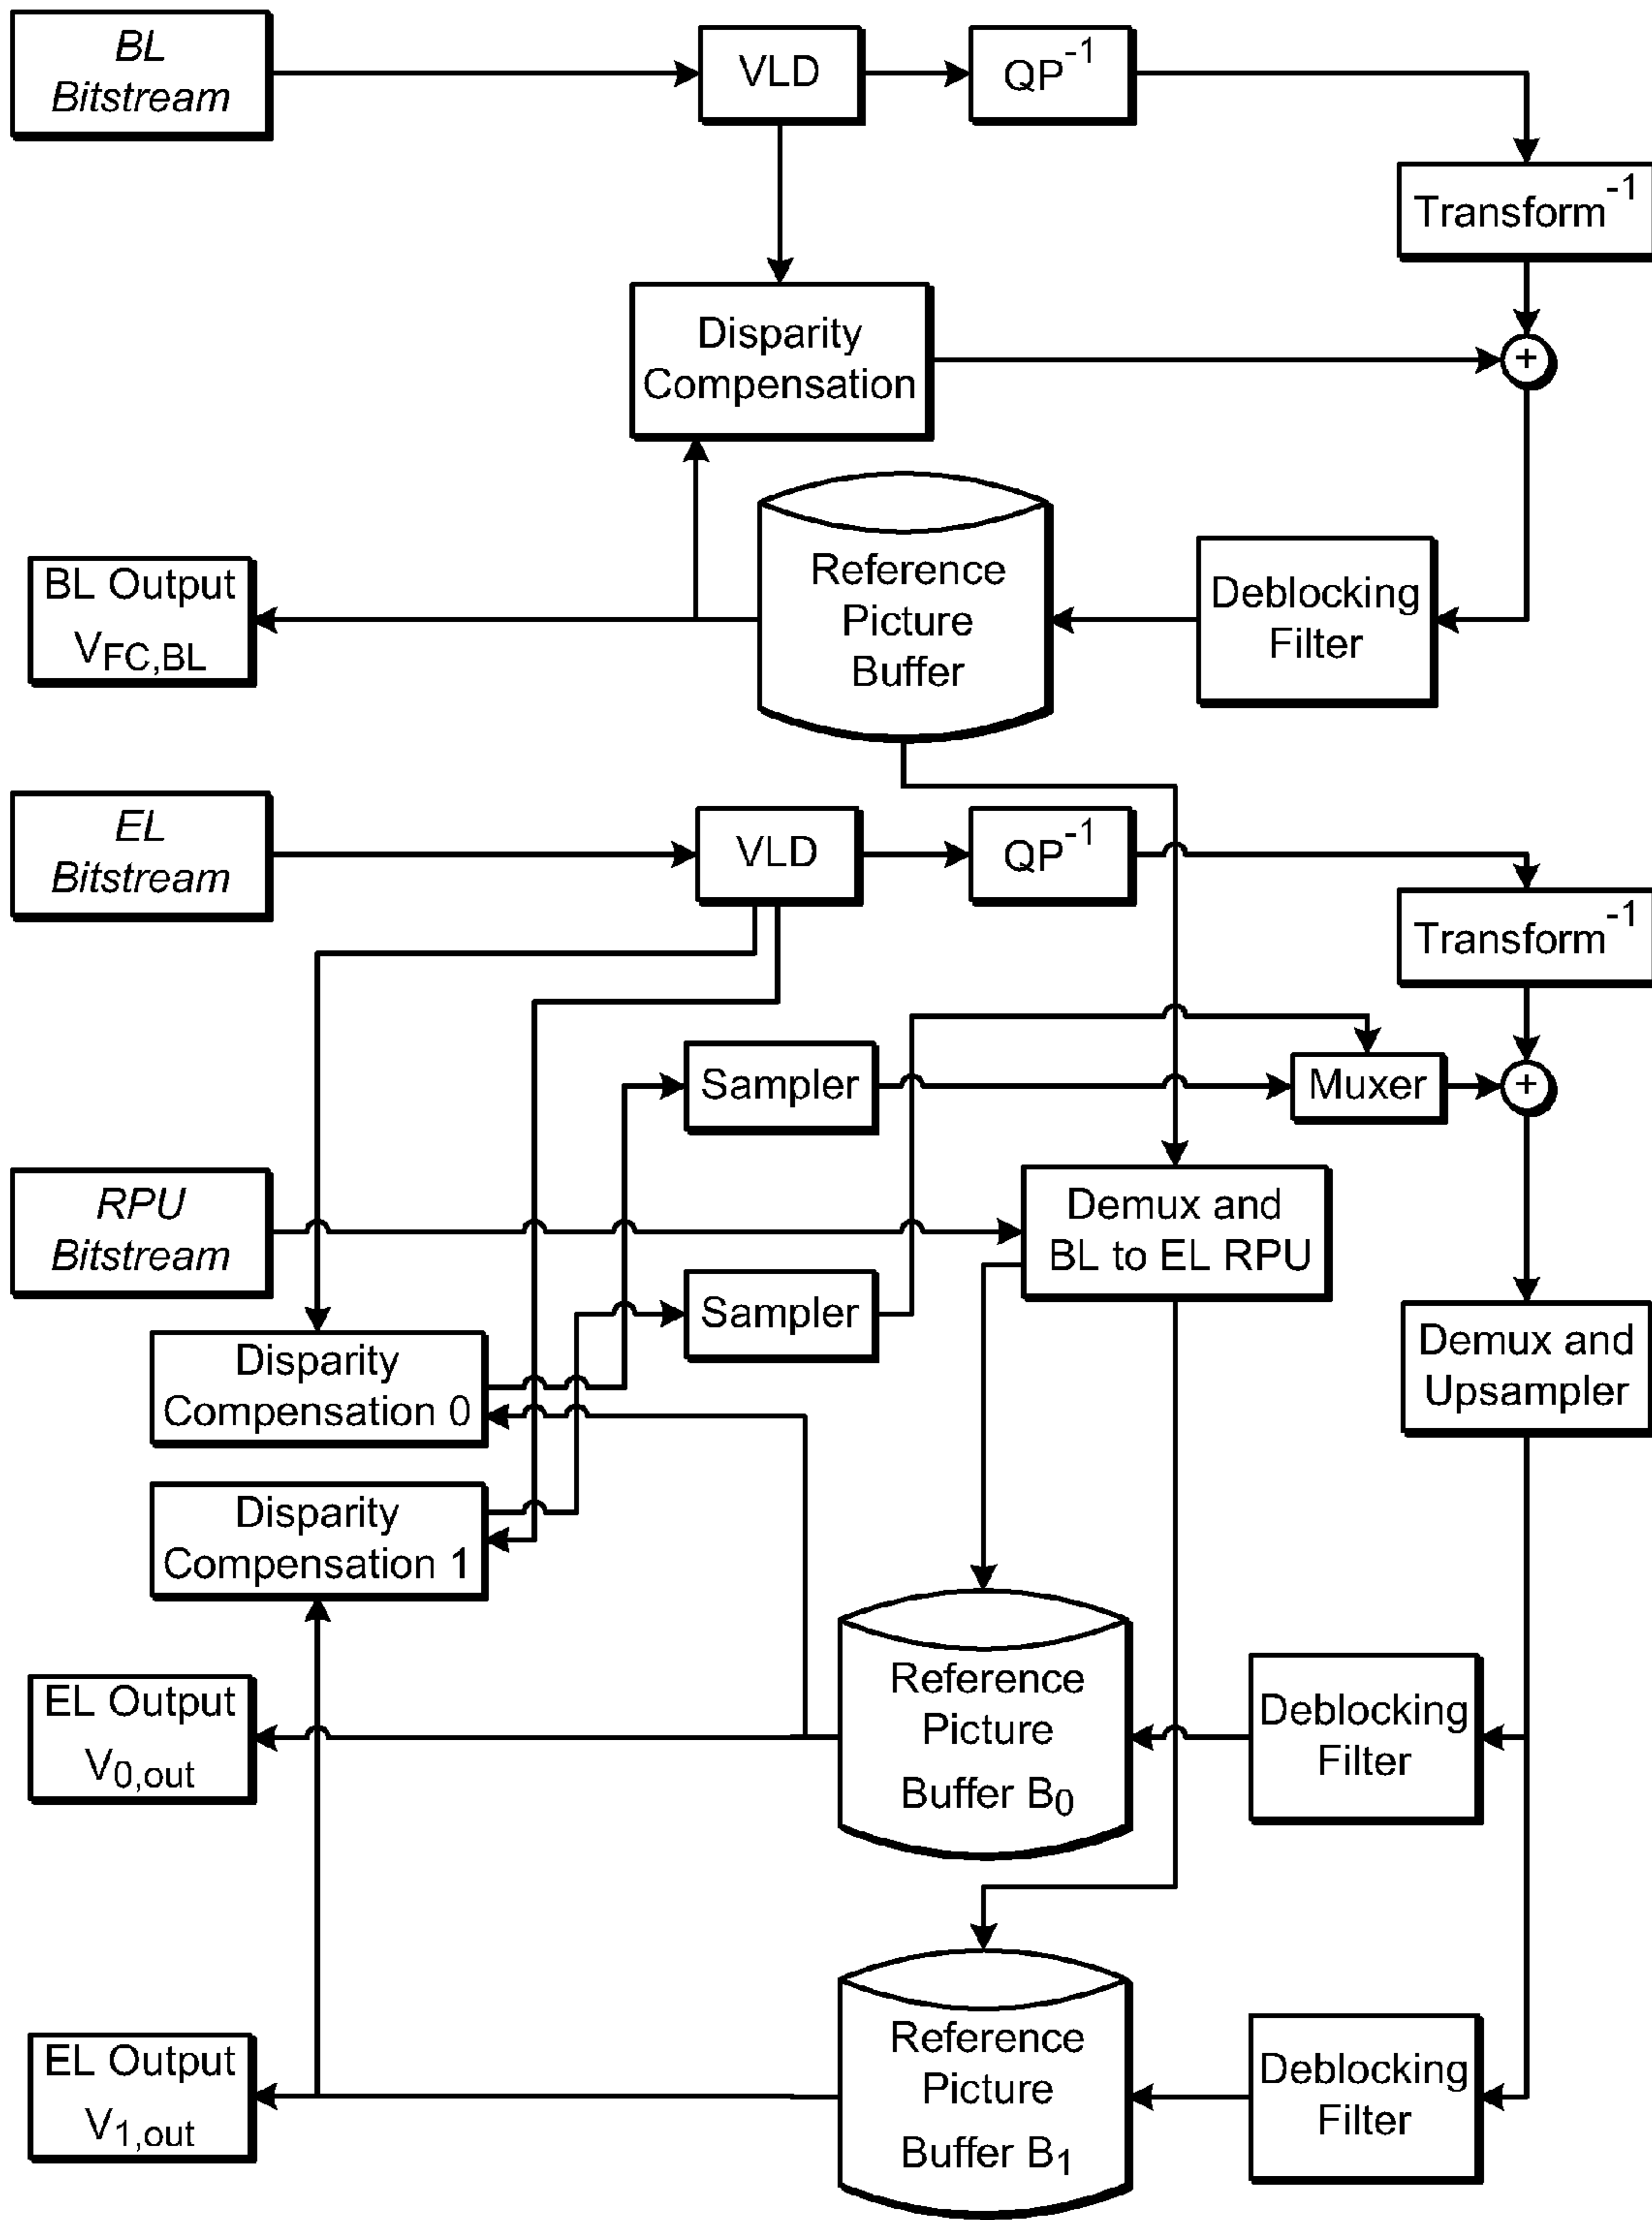 BL
Bitstream
VLD
QP⁻¹
Transform⁻¹
Disparity
Compensation
+
BL Output
V_FC,BL
Reference
Picture
Buffer
Deblocking
Filter
EL
Bitstream
VLD
QP⁻¹
Transform⁻¹
Sampler
Muxer
+
RPU
Bitstream
Demux and
BL to EL RPU
Sampler
Disparity
Compensation 0
Demux and
Upsampler
Disparity
Compensation 1
EL Output
V_0,out
Reference
Picture
Buffer B₀
Deblocking
Filter
EL Output
V_1,out
Reference
Picture
Buffer B₁
Deblocking
Filter